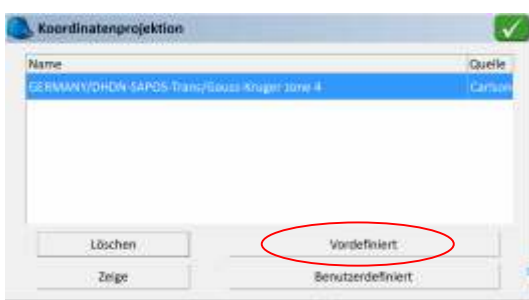 Koordinatenprojektion
Name Quelle
GERMANY/DHDN-SAPOS-Trans/Gauss-Kruger zone 4 Carlson
Löschen Vordefiniert
Zeige Benutzerdefiniert